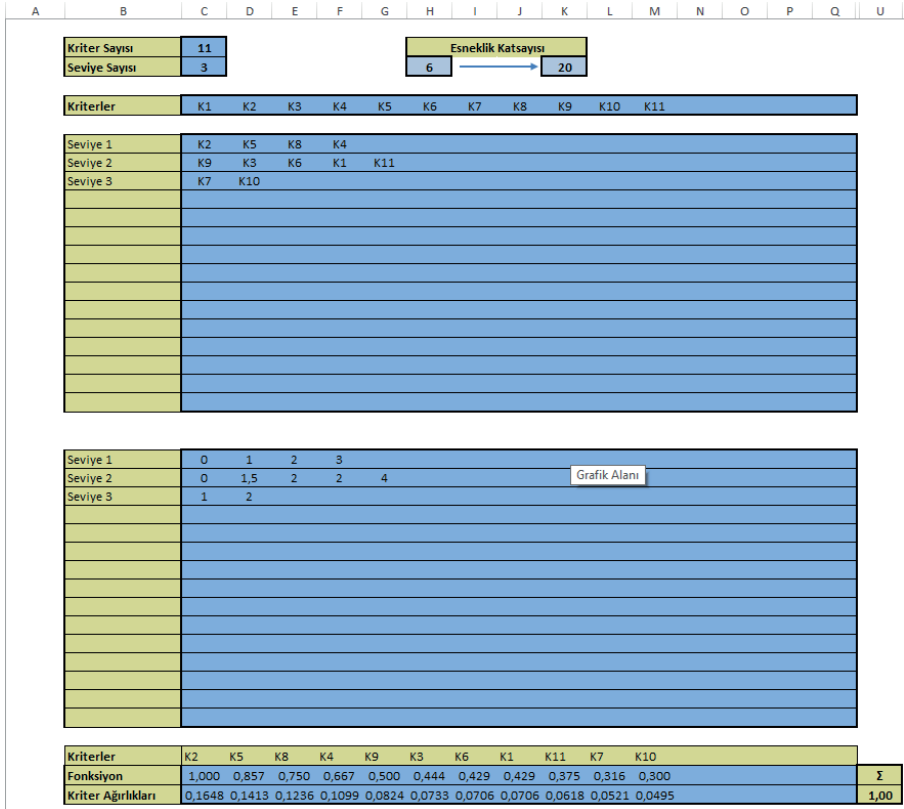 A B C D E F G H I J K L M N O P Q U
Kriter Sayısı 11 Esneklik Katsayısı
Seviye Sayısı 3 6 20
Kriterler K1 K2 K3 K4 K5 K6 K7 K8 K9 K10 K11
Seviye 1 K2 K5 K8 K4
Seviye 2 K9 K3 K6 K1 K11
Seviye 3 K7 K10
Seviye 1 0 1 2 3
Seviye 2 0 1,5 2 2 4 Grafik Alanı
Seviye 3 1 2
Kriterler K2 K5 K8 K4 K9 K3 K6 K1 K11 K7 K10
Fonksiyon 1,000 0,857 0,750 0,667 0,500 0,444 0,429 0,429 0,375 0,316 0,300 Σ
Kriter Ağırlıkları 0,1648 0,1413 0,1236 0,1099 0,0824 0,0733 0,0706 0,0706 0,0618 0,0521 0,0495 1,00